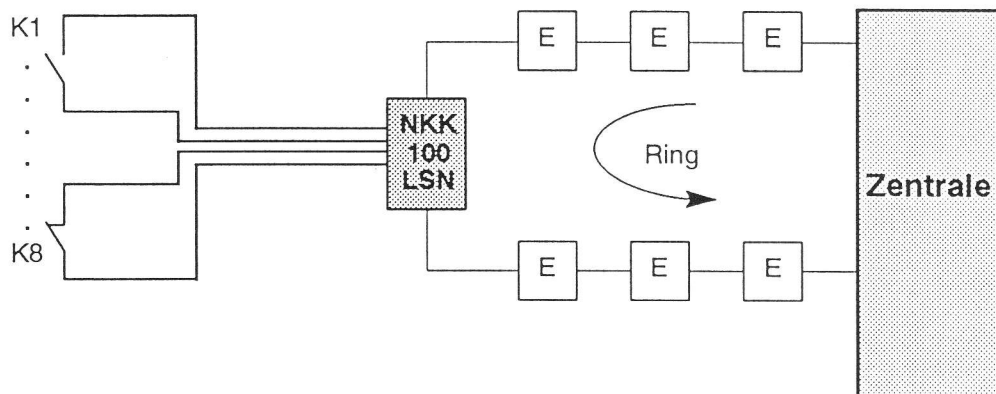 K1
E E E
NKK
100
LSN
Ring
Zentrale
K8
E E E